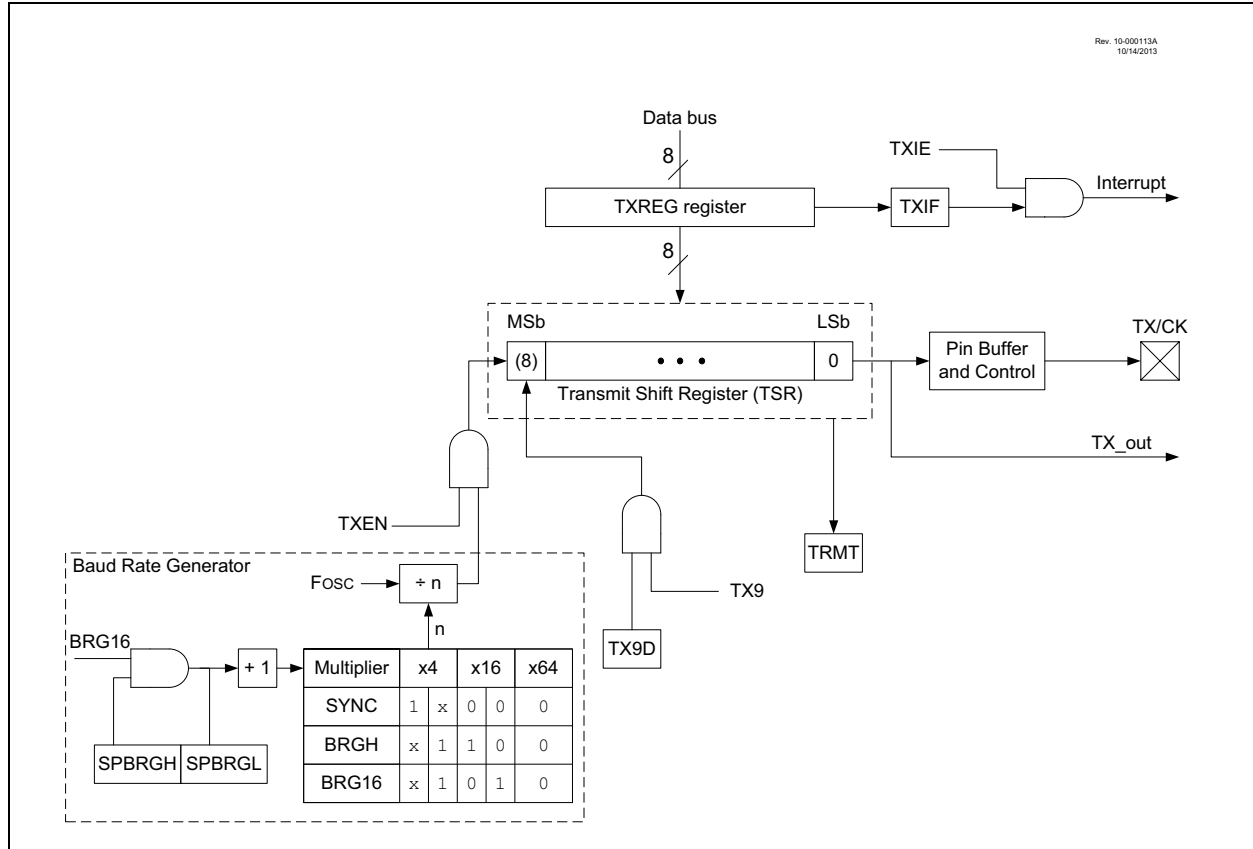 Rev. 10-000113A
10/14/2013
Data bus
8
TXIE
Interrupt
TXREG register
TXIF
8
MSb
LSb
TX/CK
(8)
• • •
0
Pin Buffer
and Control
Transmit Shift Register (TSR)
TX_out
TXEN
TRMT
Baud Rate Generator
FOSC
÷ n
TX9
n
TX9D
BRG16
+ 1
Multiplier x4 x16 x64
SYNC 1 x 0 0 0
BRGH x 1 1 0 0
BRG16 x 1 0 1 0
SPBRGH SPBRGL